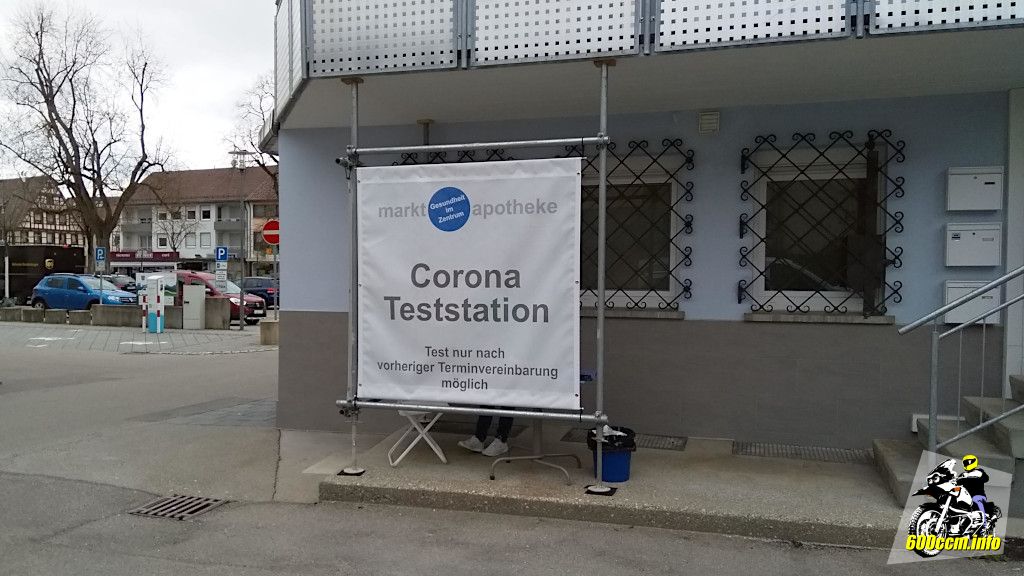 markt apotheke
Gesundheit
im
Zentrum
Corona
Teststation
Test nur nach
vorheriger Terminvereinbarung
möglich
P
P
600ccm.info